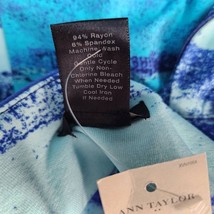 94% Rayon
6% Spandex
Machine Wash
Cold
Gentle Cycle
Only Non-
Chlorine Bleach
When Needed
Tumble Dry Low
Cool Iron
If Needed
ANN TAYLOR